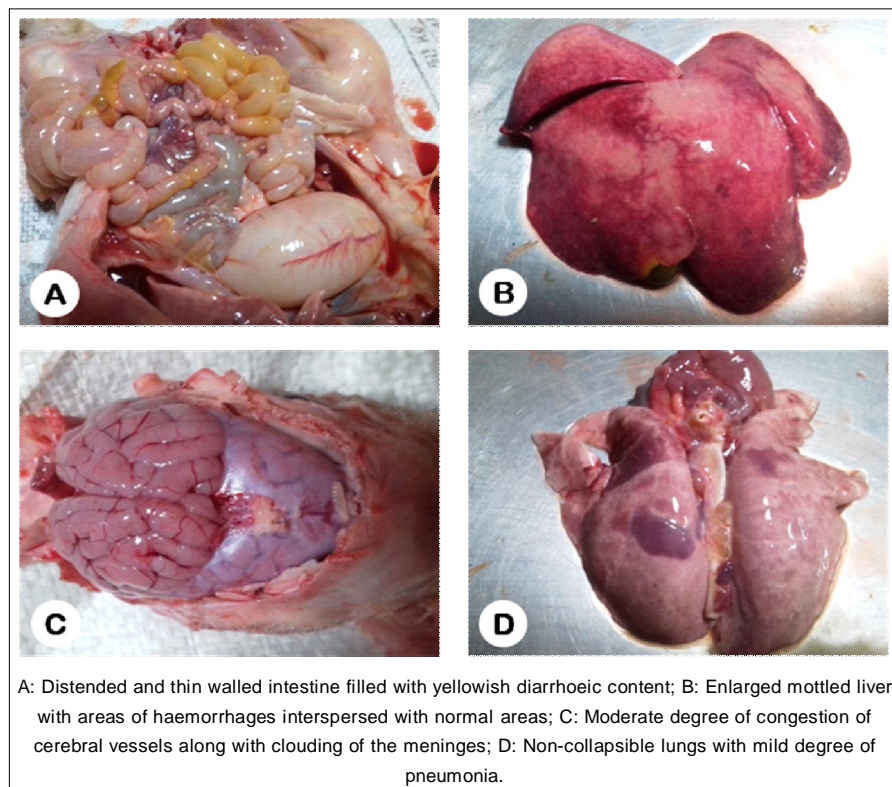 A
B
C
D
A: Distended and thin walled intestine filled with yellowish diarrhoeic content; B: Enlarged mottled liver
with areas of haemorrhages interspersed with normal areas; C: Moderate degree of congestion of
cerebral vessels along with clouding of the meninges; D: Non-collapsible lungs with mild degree of
pneumonia.